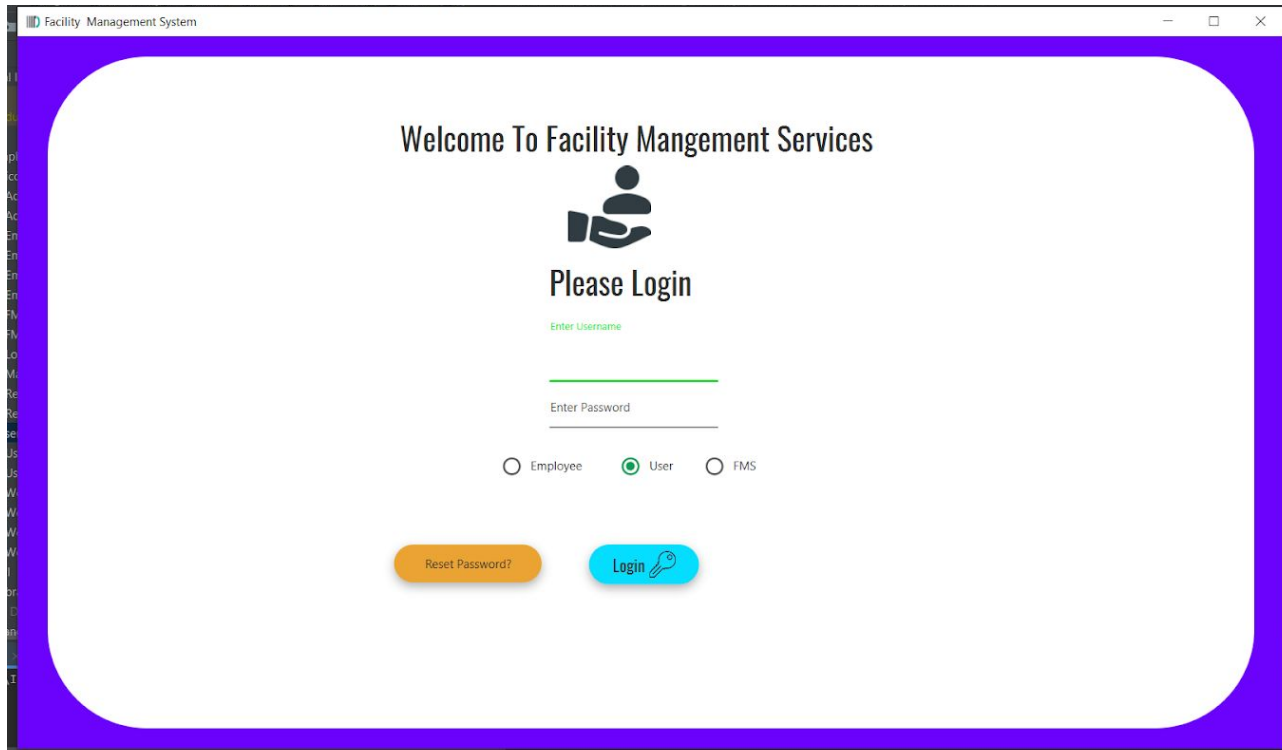 Facility Management System
Welcome To Facility Mangement Services
Please Login
Enter Username
Enter Password
Employee User FMS
Reset Password? Login